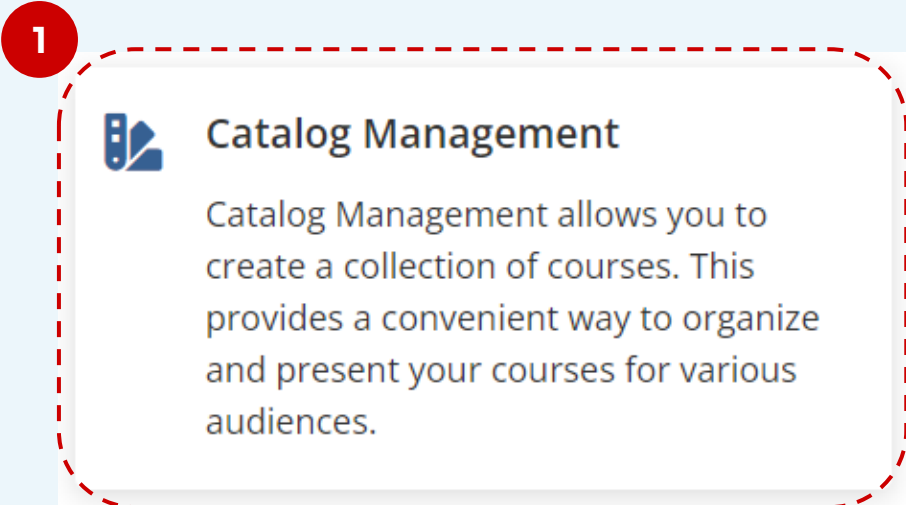 1
Catalog Management
Catalog Management allows you to
create a collection of courses. This
provides a convenient way to organize
and present your courses for various
audiences.